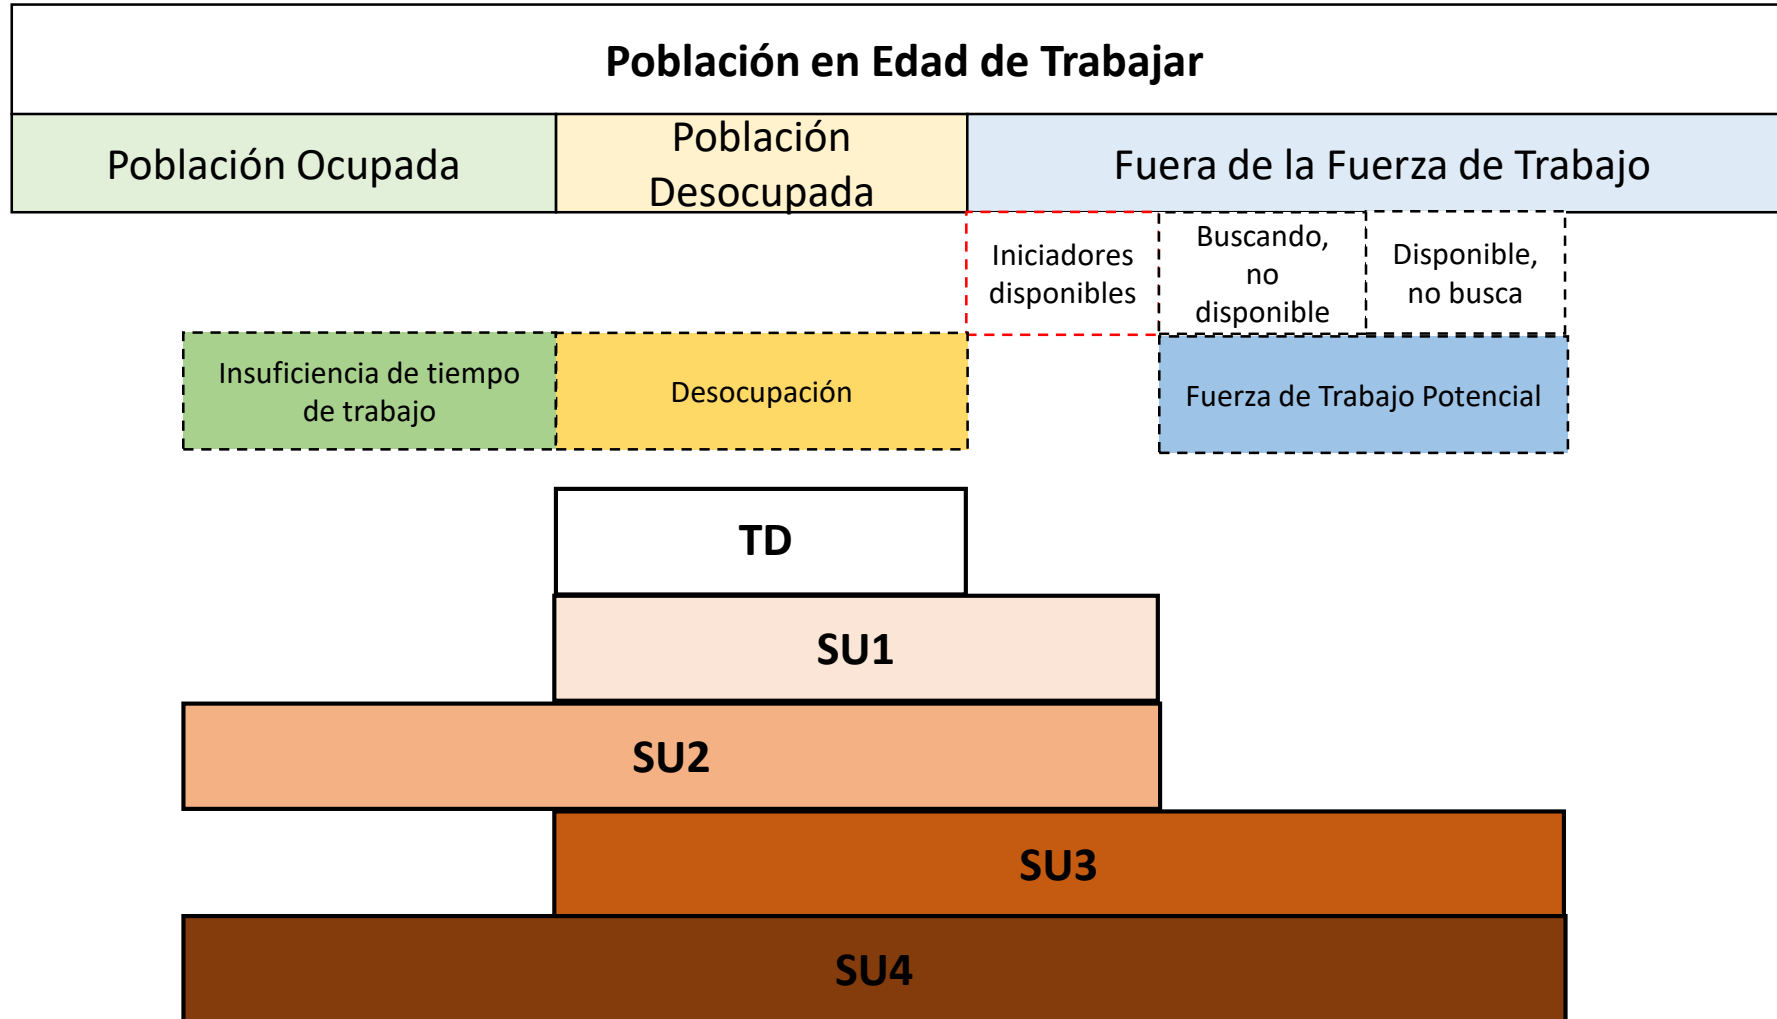 Población en Edad de Trabajar
Población Ocupada
Población
Desocupada
Fuera de la Fuerza de Trabajo
Iniciadores
disponibles
Buscando,
no
disponible
Disponible,
no busca
Insuficiencia de tiempo
de trabajo
Desocupación
Fuerza de Trabajo Potencial
TD
SU1
SU2
SU3
SU4